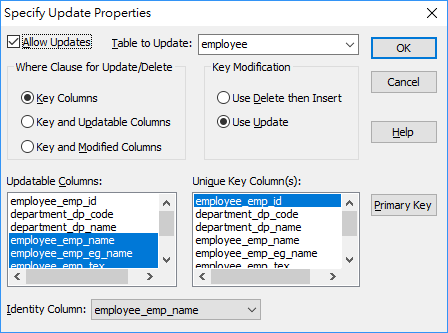 Specify Update Properties
Allow Updates
Table to Update:
employee
OK
Cancel
Help
Primary Key
Where Clause for Update/Delete
Key Columns
Key and Updatable Columns
Key and Modified Columns
Key Modification
Use Delete then Insert
Use Update
Updatable Columns:
employee_emp_id
department_dp_code
department_dp_name
employee_emp_name
employee_emp_eg_name
employee_emp_tex
Unique Key Column(s):
employee_emp_id
department_dp_code
department_dp_name
employee_emp_name
employee_emp_eg_name
employee_emp_tex
Identity Column:
employee_emp_name